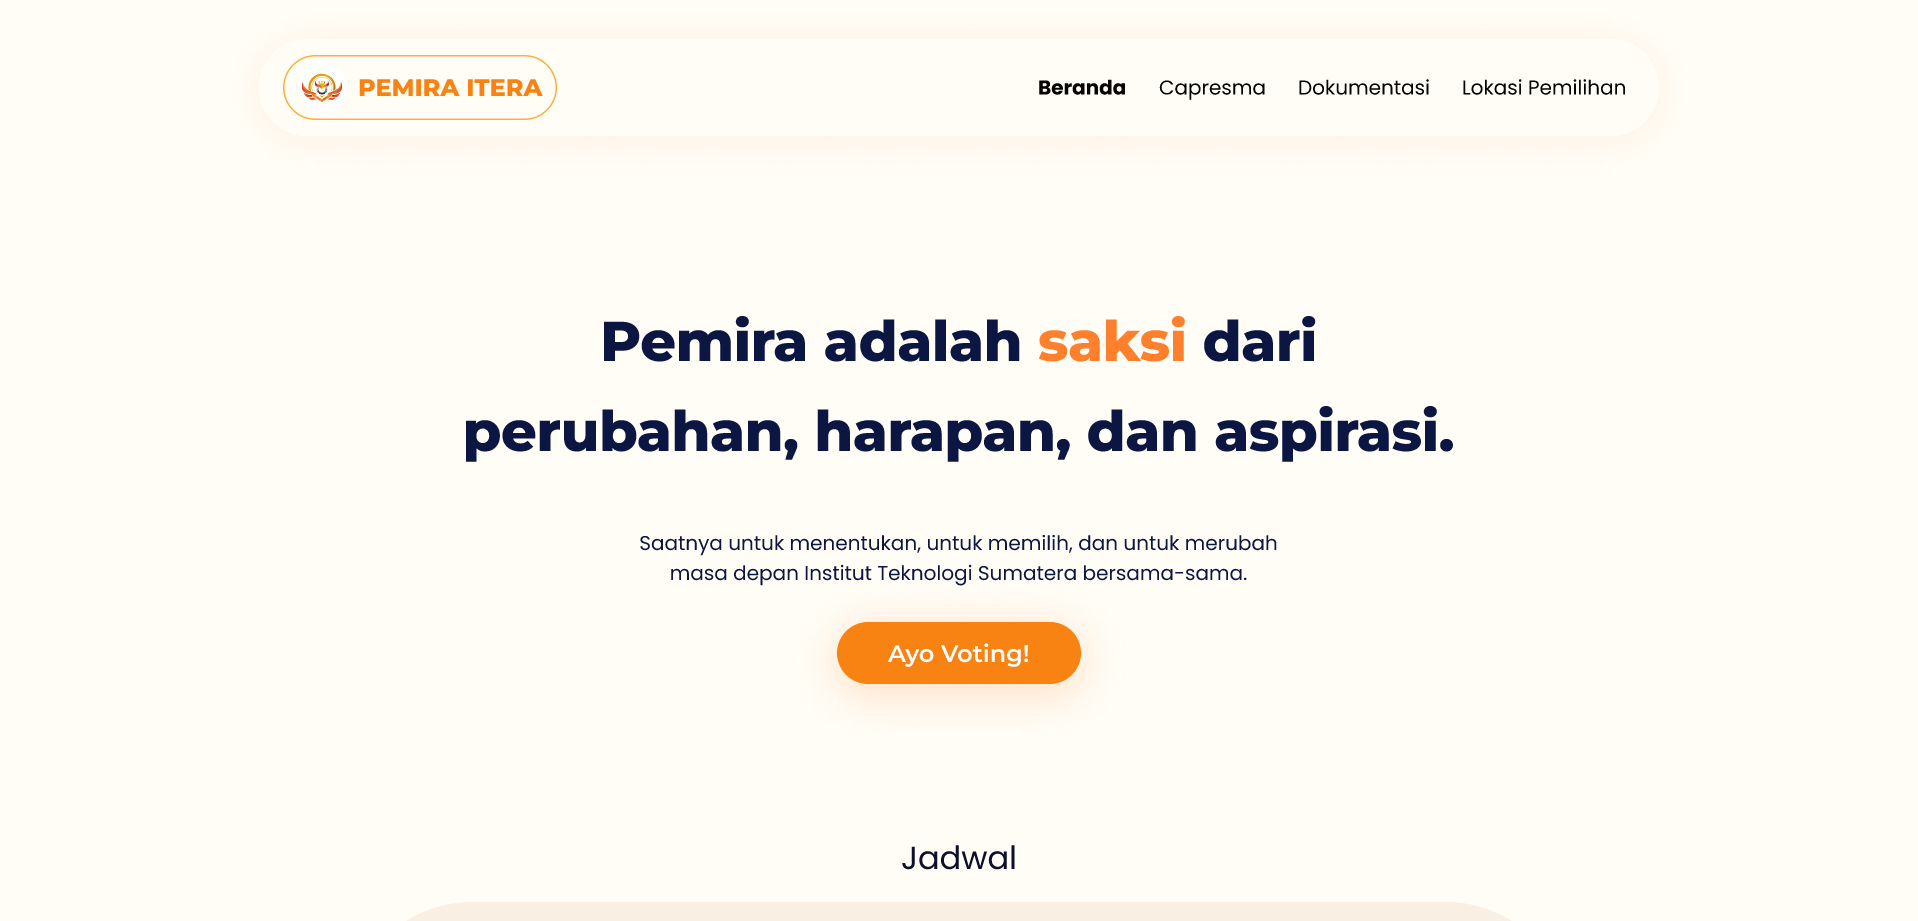 PEMIRA ITERA
Beranda Capresma Dokumentasi Lokasi Pemilihan
Pemira adalah saksi dari
perubahan, harapan, dan aspirasi.
Saatnya untuk menentukan, untuk memilih, dan untuk merubah
masa depan Institut Teknologi Sumatera bersama-sama.
Ayo Voting!
Jadwal